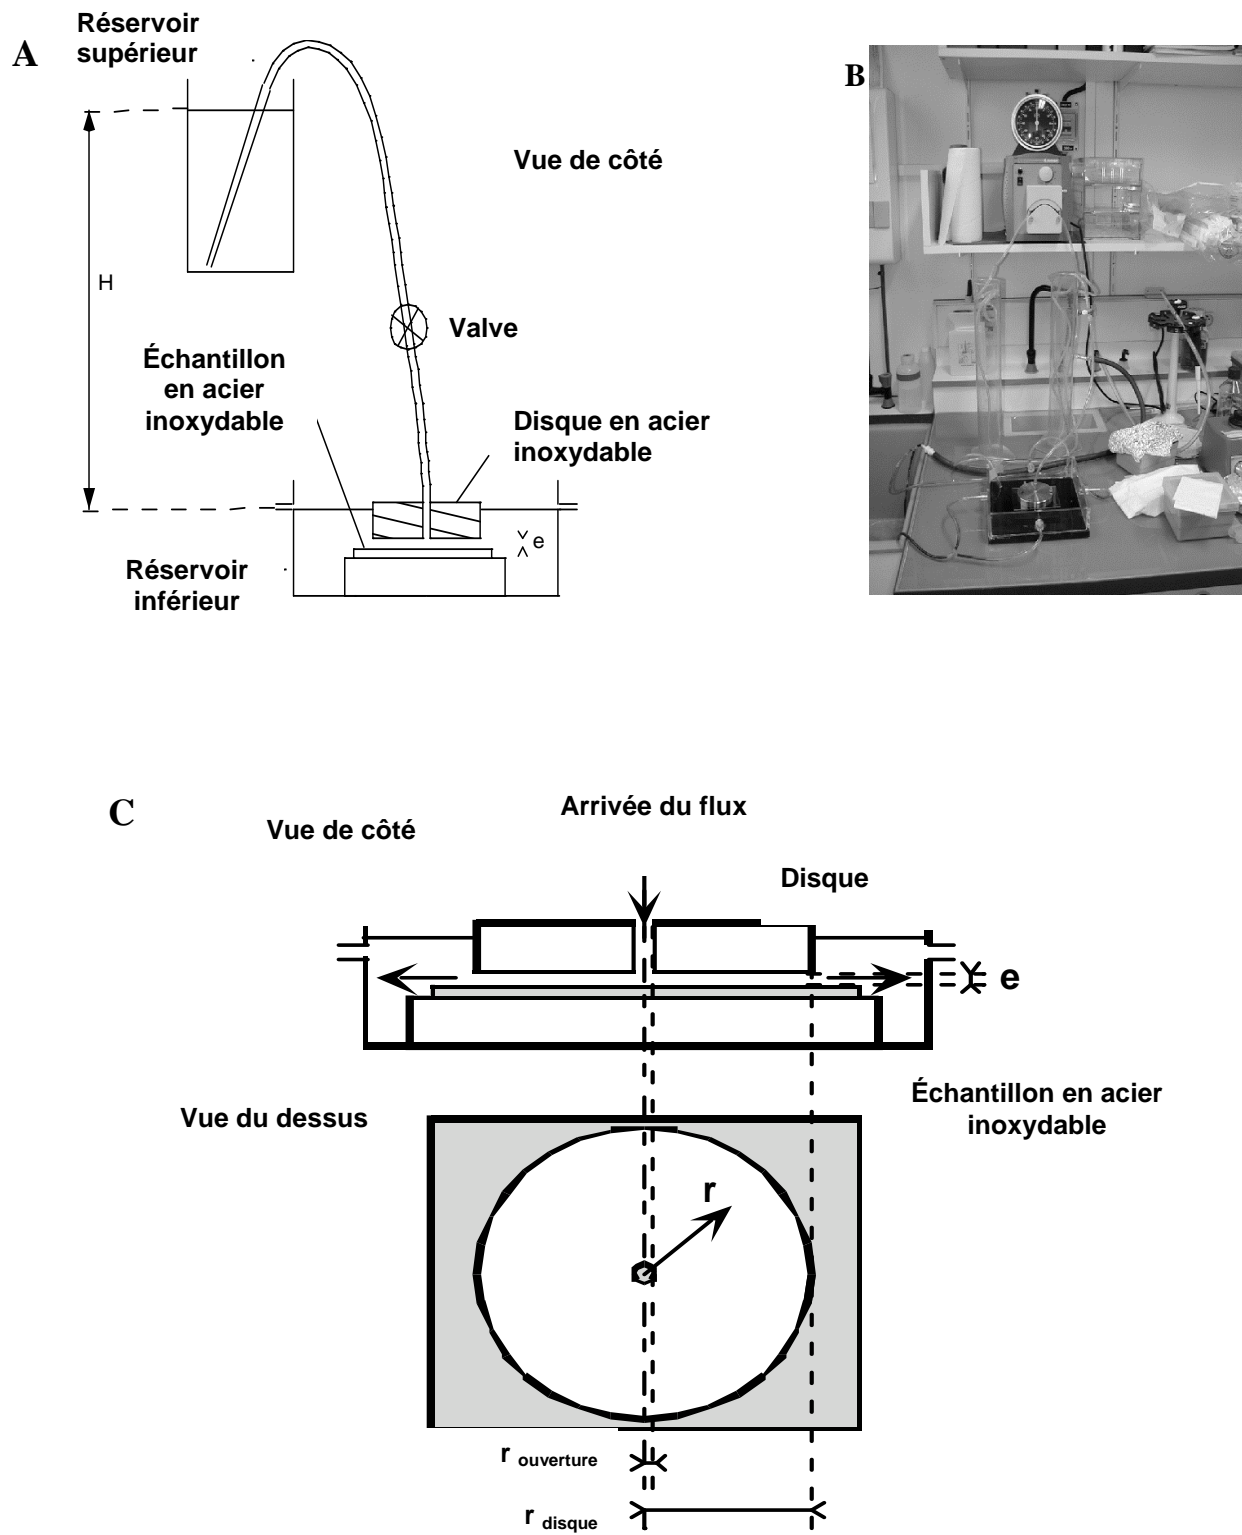 A
Réservoir
supérieur
B
Vue de côté
H
Valve
Échantillon
en acier
inoxydable
Disque en acier
inoxydable
e
Réservoir
inférieur
C
Arrivée du flux
Vue de côté
Disque
e
Échantillon en acier
inoxydable
Vue du dessus
r
r ouverture
r disque